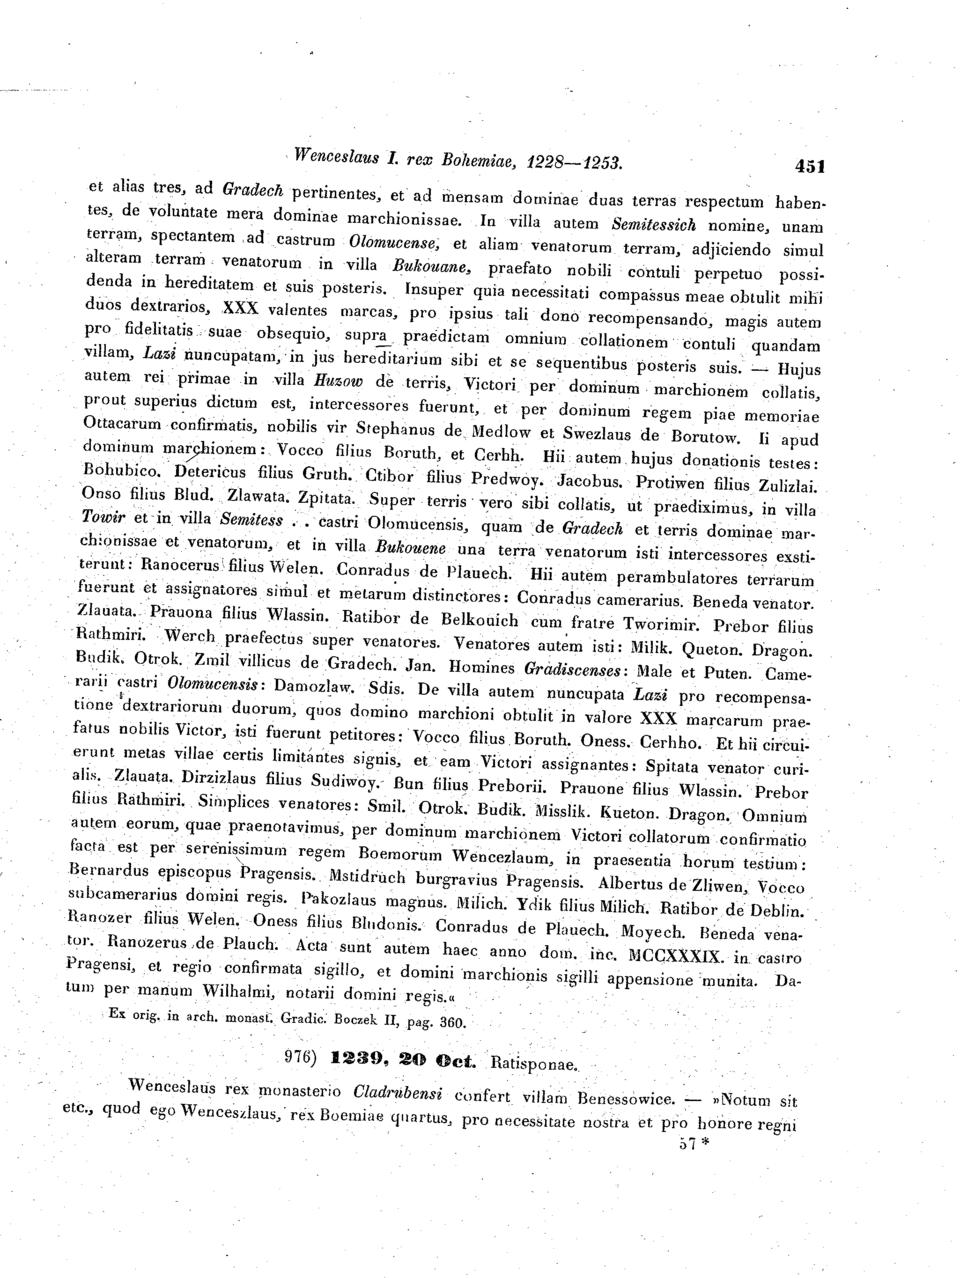 Wenceslaus I. rex Bohemiae, 1228—1253. 451
et alias tres, ad Gradech pertinentes, et ad mensam dominae duas terras respectum haben-
tes, de voluntate mera dominae marchionissae. In villa autem Semitessich nomine, unam
terram, spectantem ad castrum Olomucense, et aliam venatorum terram, adjiciendo simul
alteram terram venatorum in villa Bukouane, praefato nobili contuli perpetuo possi-
denda in hereditatem et suis posteris. Insuper quia necessitati compassus meae obtulit mihi
duos dextrarios, XXX valentes marcas, pro ipsius tali dono recompensando, magis autem
pro fidelitatis suae obsequio, supra praedictam omnium collationem contuli quandam
villam, Lazi nuncupatam, in jus hereditarium sibi et se sequentibus posteris suis. — Hujus
autem rei primae in villa Huzow de terris, Victori per dominum marchionem collatis,
prout superius dictum est, intercessores fuerunt, et per dominum regem piae memoriae
Ottacarum confirmatis, nobilis vir Stephanus de Medlow et Swezlaus de Borutow. Ii apud
dominum marchionem: Vocco filius Boruth, et Cerhh. Hii autem hujus donationis testes:
Bohubico. Detericus filius Gruth. Ctibor filius Predwoy. Jacobus. Protiwen filius Zulizlai.
Onso filius Blud. Zlawata. Zpitata. Super terris vero sibi collatis, ut praediximus, in villa
Towir et in villa Semitess . . castri Olomucensis, quam de Gradech et terris dominae mar-
chionissae et venatorum, et in villa Bukouene una terra venatorum isti intercessores exsti-
terunt: Ranocerus filius Welen. Conradus de Plauech. Hii autem perambulatores terrarum
fuerunt et assignatores simul et metarum distinctores: Conradus camerarius. Beneda venator.
Zlauata. Prauona filius Wlassin. Ratibor de Belkouich cum fratre Tworimir. Prebor filius
Rathmiri. Werch praefectus super venatores. Venatores autem isti: Milik. Queton. Dragon.
Budik. Otrok. Zmil villicus de Gradech. Jan. Homines Gradiscenses: Male et Puten. Came-
rarii castri Olomucensis: Damozlaw. Sdis. De villa autem nuncupata Lazi pro recompensa-
tione dextrariorum duorum, quos domino marchioni obtulit in valore XXX marcarum prae-
fatus nobilis Victor, isti fuerunt petitores: Vocco filius Boruth. Oness. Cerhho. Et hii circui-
erunt metas villae certis limitantes signis, et eam Victori assignantes: Spitata venator curi-
alis. Zlauata. Dirzizlaus filius Sudiwoy. Bun filius Preborii. Prauone filius Wlassin. Prebor
filius Rathmiri. Simplices venatores: Smil. Otrok. Budik. Misslik. Kueton. Dragon. Omnium
autem eorum, quae praenotavimus, per dominum marchionem Victori collatorum confirmatio
facta est per serenissimum regem Boemorum Wencezlaum, in praesentia horum testium:
Bernardus episcopus Pragensis. Mstidruch burgravius Pragensis. Albertus de Zliwen, Vocco
subcamerarius domini regis. Pakozlaus magnus. Milich. Ydik filius Milich. Ratibor de Deblin.
Ranozer filius Welen. Oness filius Bludonis. Conradus de Plauech. Moyech. Beneda vena-
tor. Ranozerus de Plauch. Acta sunt autem haec anno dom. inc. MCCXXXIX. in castro
Pragensi, et regio confirmata sigillo, et domini marchionis sigilli appensione munita. Da-
tum per manum Wilhalmi, notarii domini regis.«
Ex orig. in arch. monast. Gradic. Boczek II, pag. 360.
976) 1239, 20 Oct. Ratisponae.
Wenceslaus rex monasterio Cladrubensi confert villam Benessowice. — »Notum sit
etc., quod ego Wenceszlaus, rex Boemiae quartus, pro necessitate nostra et pro honore regni
57 *